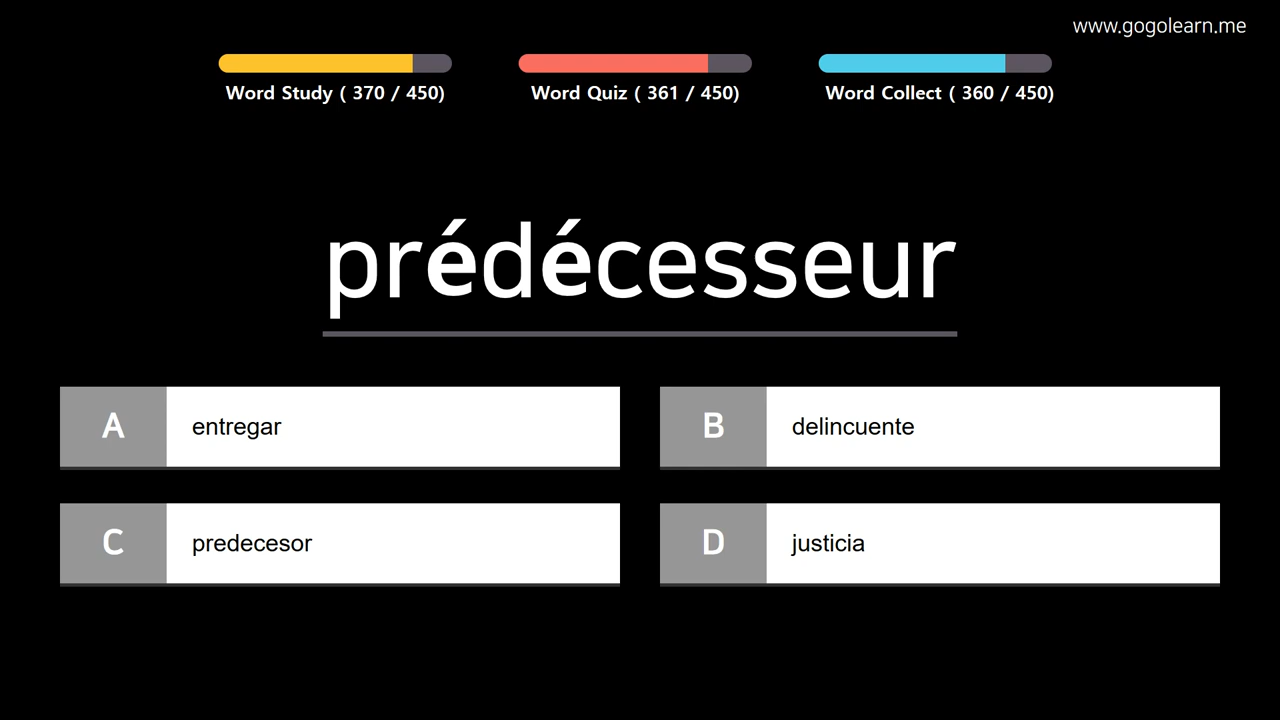 www.gogolearn.me
Word Study ( 370 / 450)
Word Quiz ( 361 / 450)
Word Collect ( 360 / 450)
prédécesseur
A entregar
B delincuente
C predecesor
D justicia